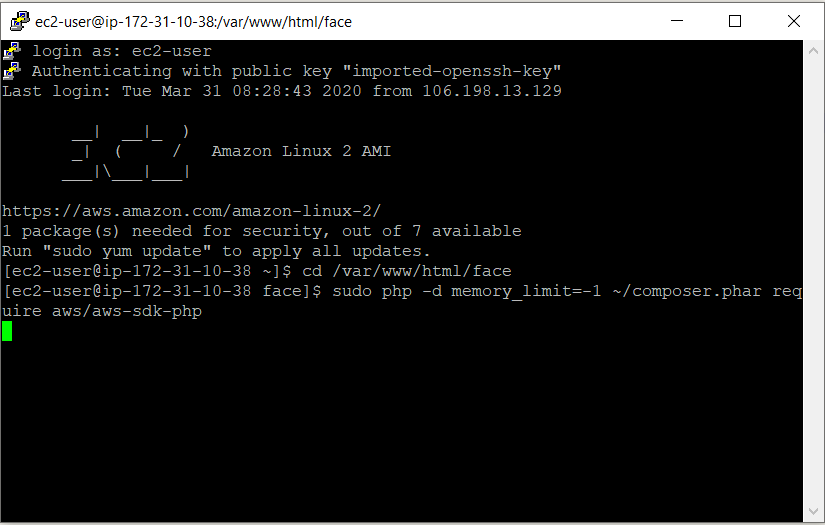 ec2-user@ip-172-31-10-38:/var/www/html/face
login as: ec2-user
Authenticating with public key "imported-openssh-key"
Last login: Tue Mar 31 08:28:43 2020 from 106.198.13.129
       __|  __|_  )
       _|  (     /   Amazon Linux 2 AMI
      ___|\___|___|
https://aws.amazon.com/amazon-linux-2/
1 package(s) needed for security, out of 7 available
Run "sudo yum update" to apply all updates.
[ec2-user@ip-172-31-10-38 ~]$ cd /var/www/html/face
[ec2-user@ip-172-31-10-38 face]$ sudo php -d memory_limit=-1 ~/composer.phar req
uire aws/aws-sdk-php